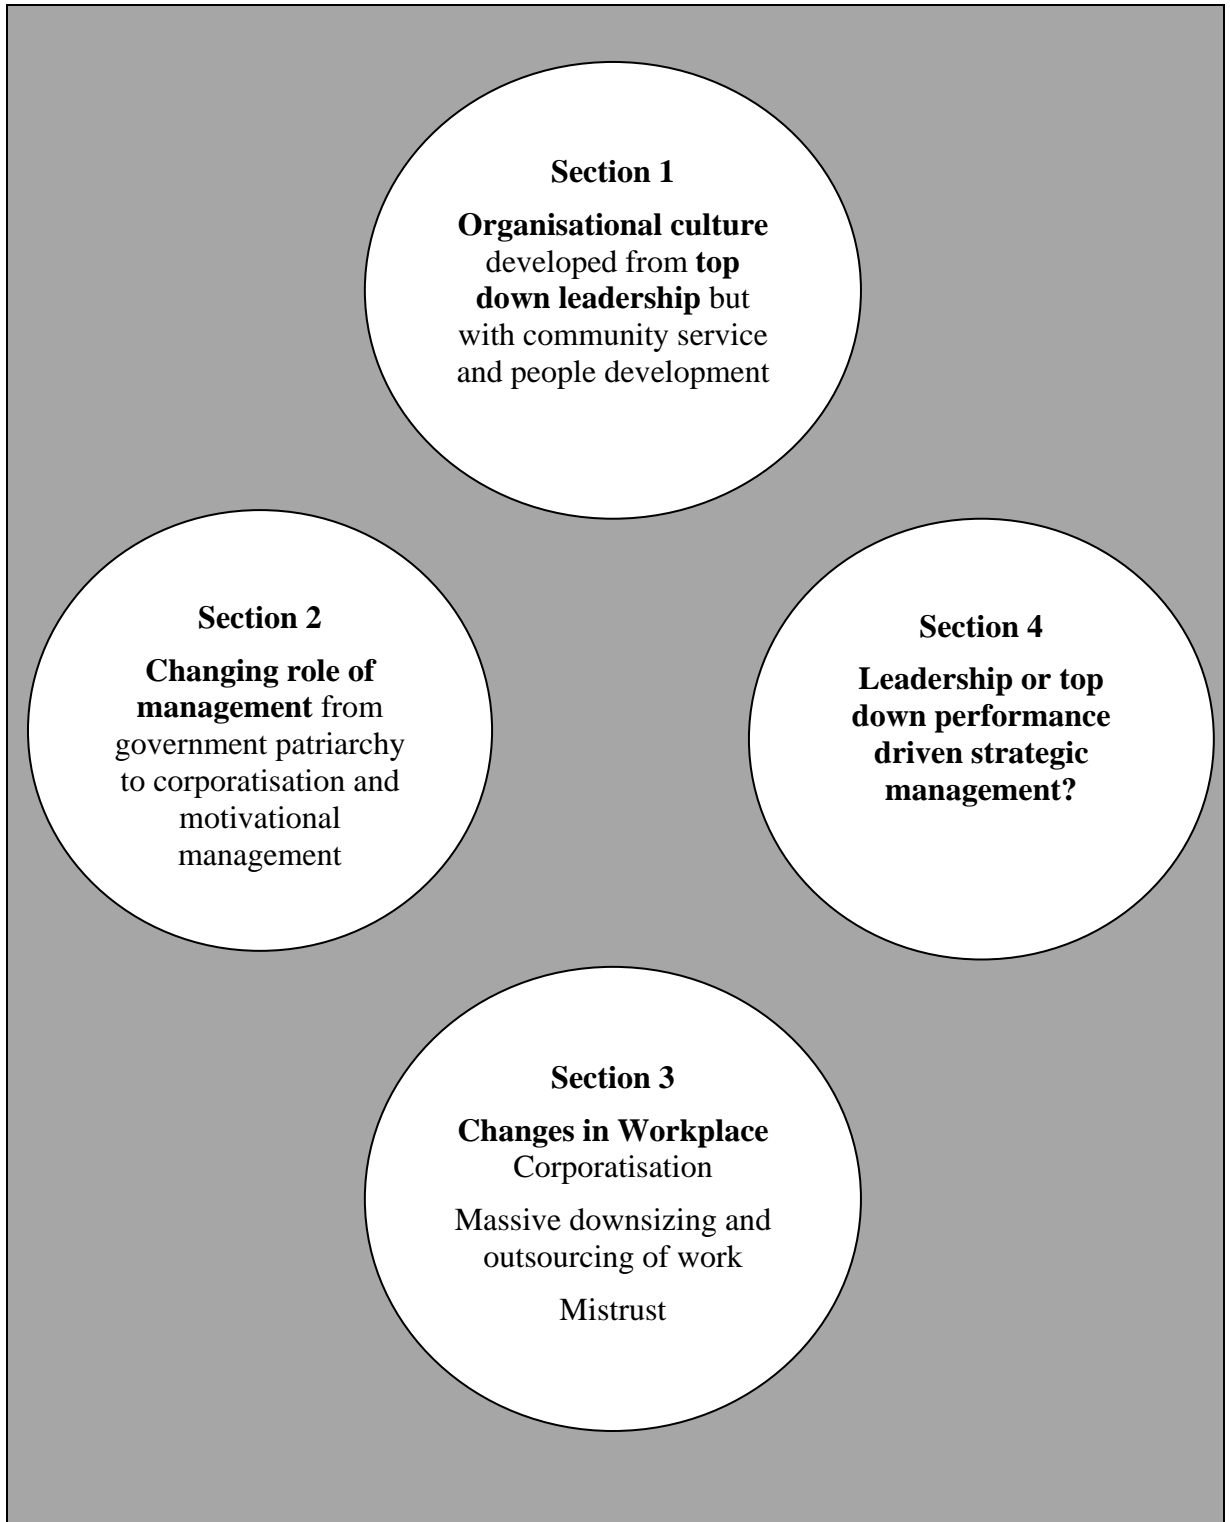 Section 1
Organisational culture
developed from top
down leadership but
with community service
and people development
Section 2
Changing role of
management from
government patriarchy
to corporatisation and
motivational
management
Section 4
Leadership or top
down performance
driven strategic
management?
Section 3
Changes in Workplace
Corporatisation
Massive downsizing and
outsourcing of work
Mistrust